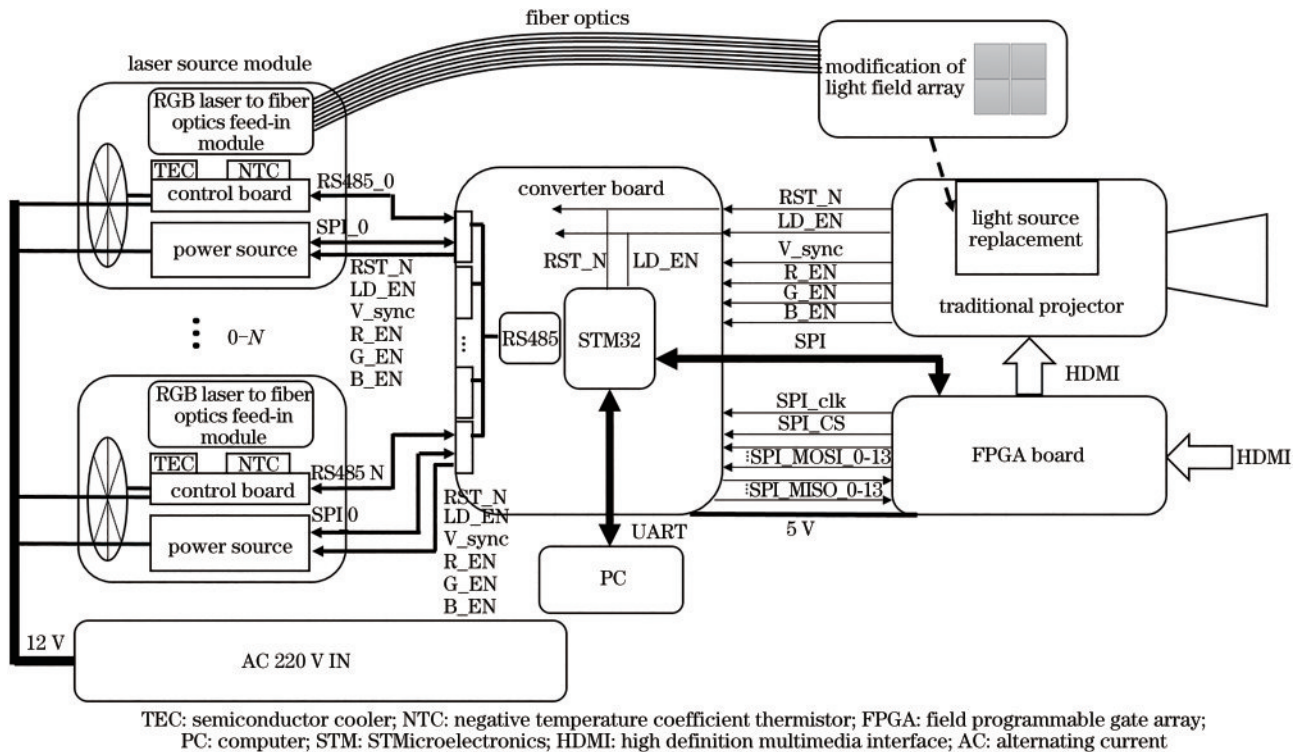 fiber optics
laser source module
RGB laser to fiber
optics feed-in
module
TEC
NTC
control board
power source
RS485_0
SPI_0
RST_N
LD_EN
V_sync
R_EN
G_EN
B_EN
0–N
RGB laser to fiber
optics feed-in
module
TEC
NTC
control board
power source
RS485 N
SPI 0
RST_N
LD_EN
V_sync
R_EN
G_EN
B_EN
12 V
AC 220 V IN
converter board
RST_N
LD_EN
RS485
STM32
...
UART
PC
modification of
light field array
RST_N
LD_EN
V_sync
R_EN
G_EN
B_EN
SPI
light source
replacement
traditional projector
HDMI
SPI_clk
SPI_CS
SPI_MOSI_0-13
SPI_MISO_0-13
5 V
FPGA board
HDMI
TEC: semiconductor cooler; NTC: negative temperature coefficient thermistor; FPGA: field programmable gate array;
PC: computer; STM: STMicroelectronics; HDMI: high definition multimedia interface; AC: alternating current